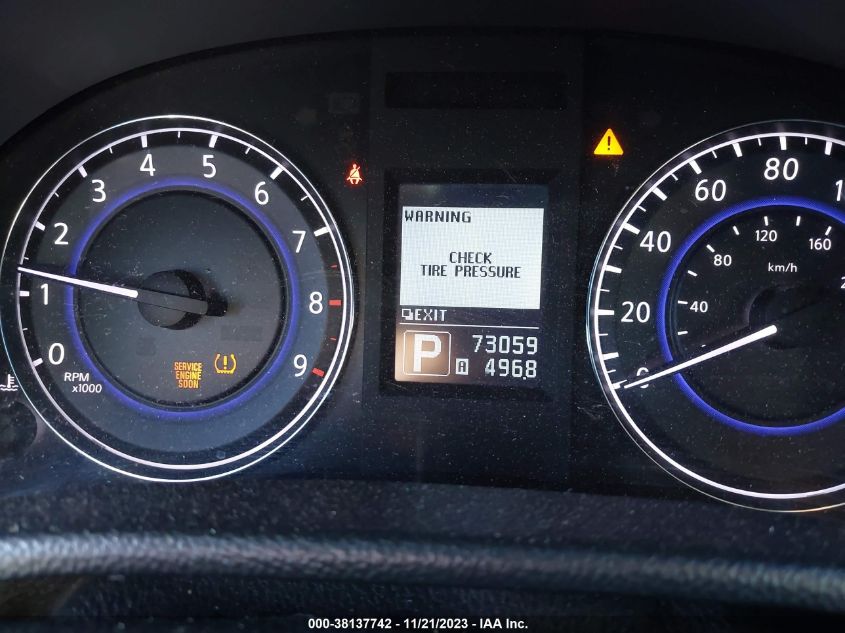 0
1
2
3
4
5
6
7
8
9
RPM
x1000
SERVICE
ENGINE
SOON
WARNING
CHECK
TIRE PRESSURE
EXIT
P
73059
A 496.8
0
20
40
60
80
40
80
120
160
km/h
000-38137742 - 11/21/2023 - IAA Inc.